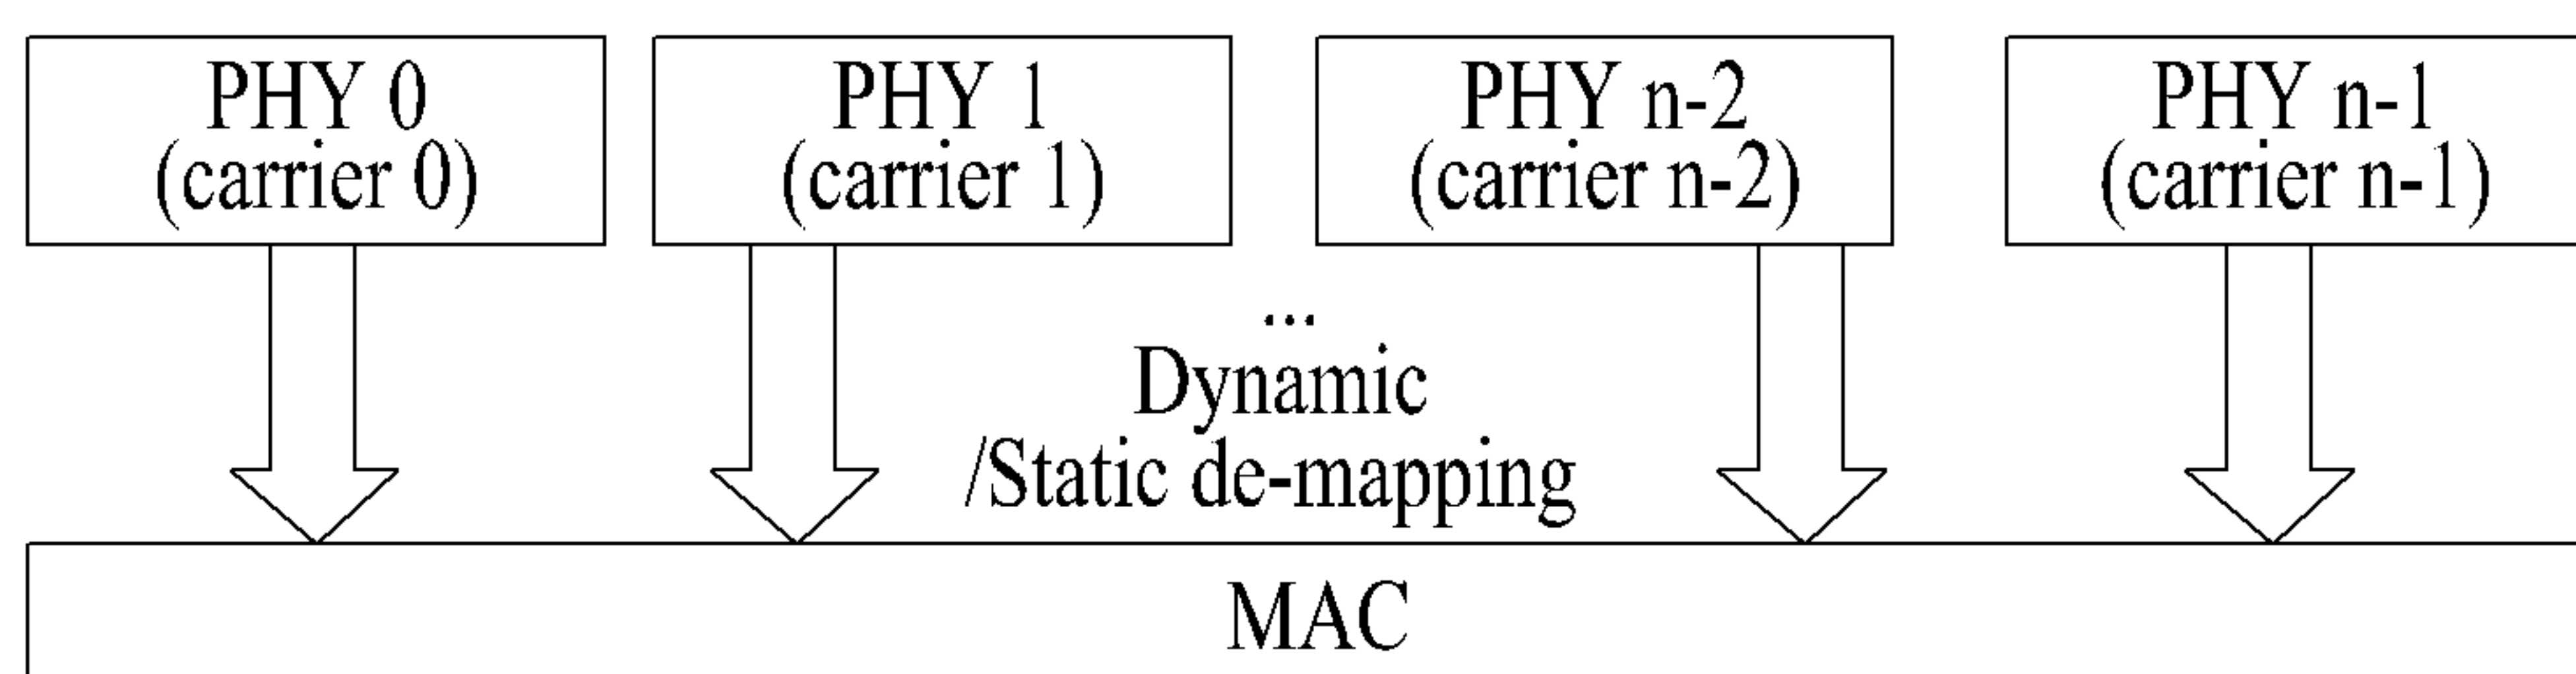 PHY 0
(carrier 0)
PHY 1
(carrier 1)
PHY n-2
(carrier n-2)
PHY n-1
(carrier n-1)
...
Dynamic
/Static de-mapping
MAC